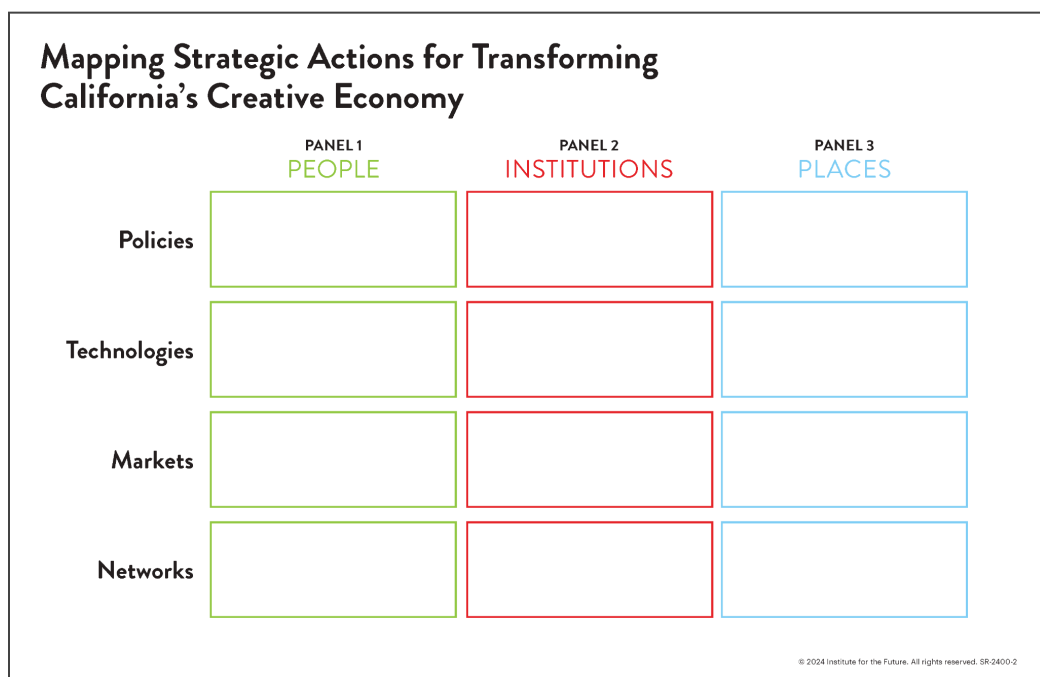 Mapping Strategic Actions for Transforming
California's Creative Economy
PANEL 1
PEOPLE
PANEL 2
INSTITUTIONS
PANEL 3
PLACES
Policies
Technologies
Markets
Networks
© 2024 Institute for the Future. All rights reserved. SR-2400-2